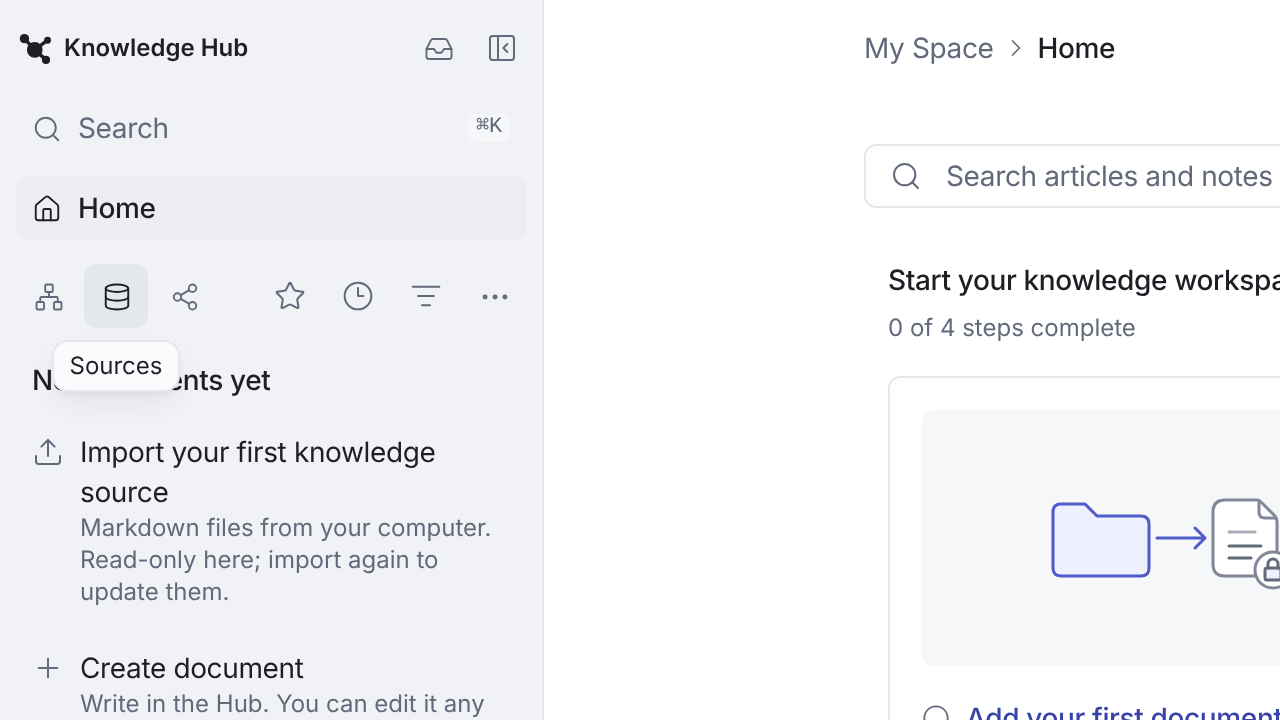 Knowledge Hub
Search
⌘K
Home
Sources
ents yet
Import your first knowledge
source
Markdown files from your computer.
Read-only here; import again to
update them.
Create document
Write in the Hub. You can edit it any
My Space > Home
Search articles and notes
Start your knowledge workspa
0 of 4 steps complete
Add your first document